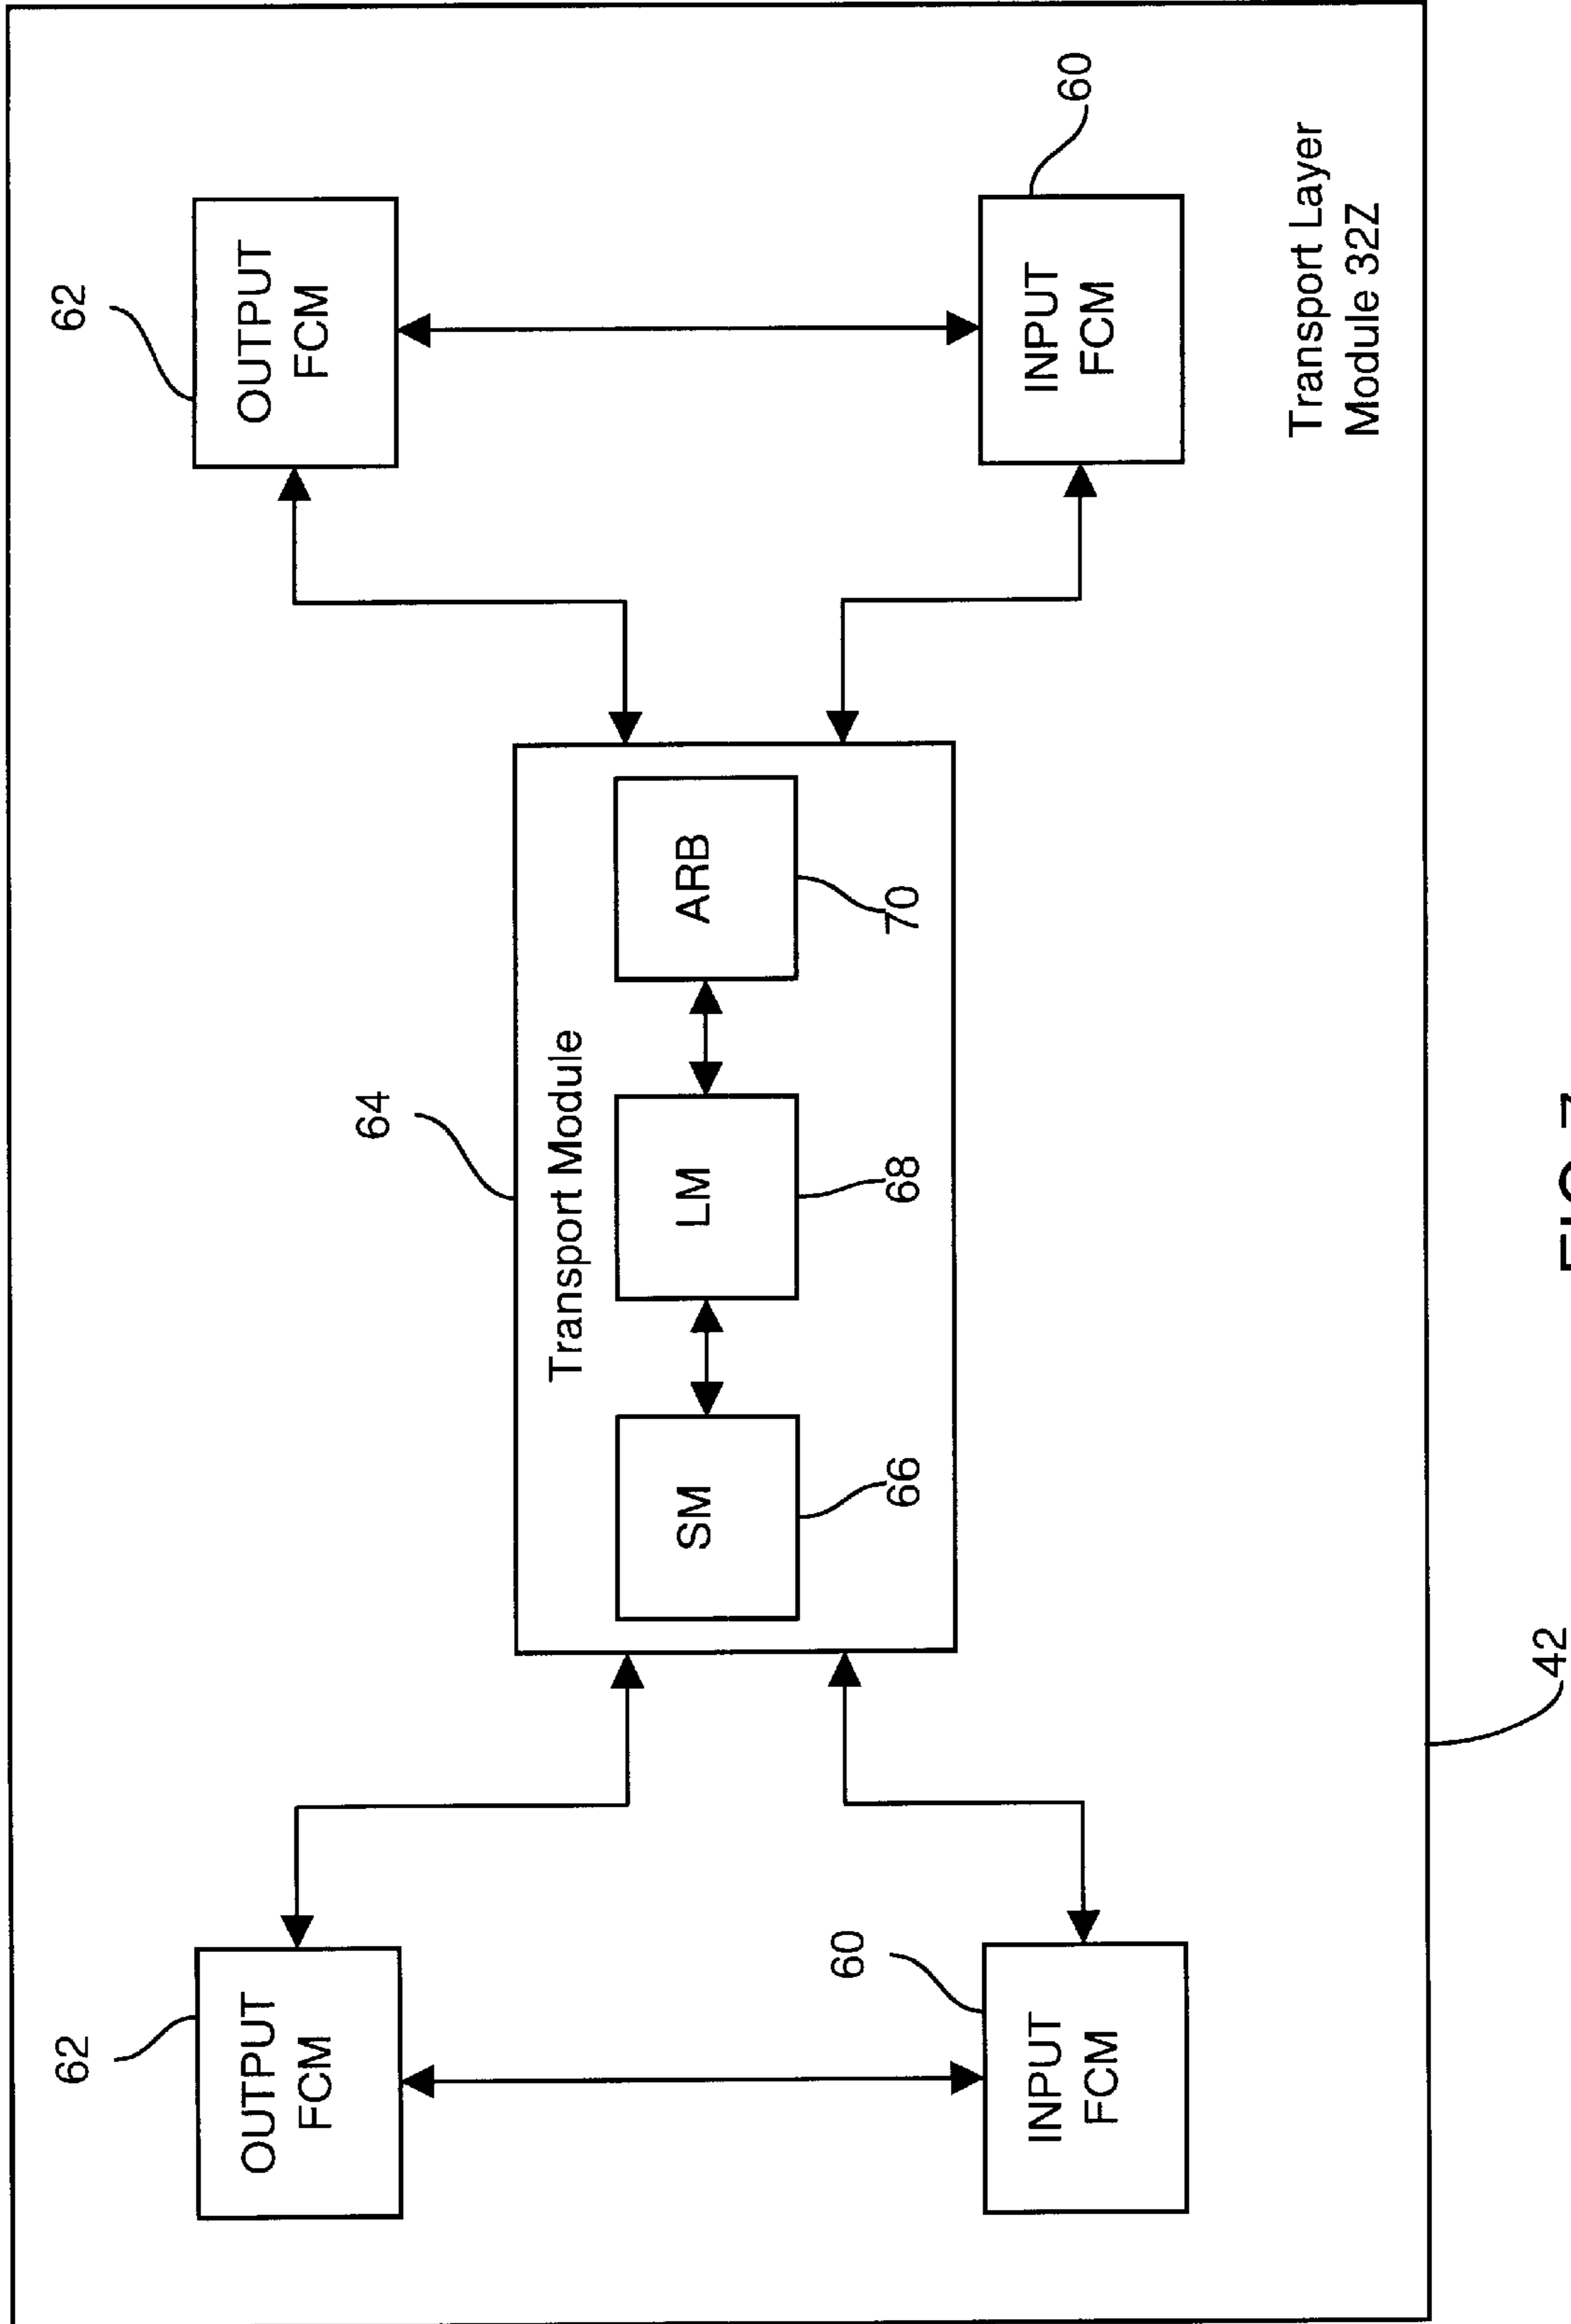 62
OUTPUT
FCM
62
OUTPUT
FCM
64
Transport Module
SM
66
LM
68
ARB
70
60
INPUT
FCM
60
INPUT
FCM
Transport Layer
Module 32Z
42
FIG